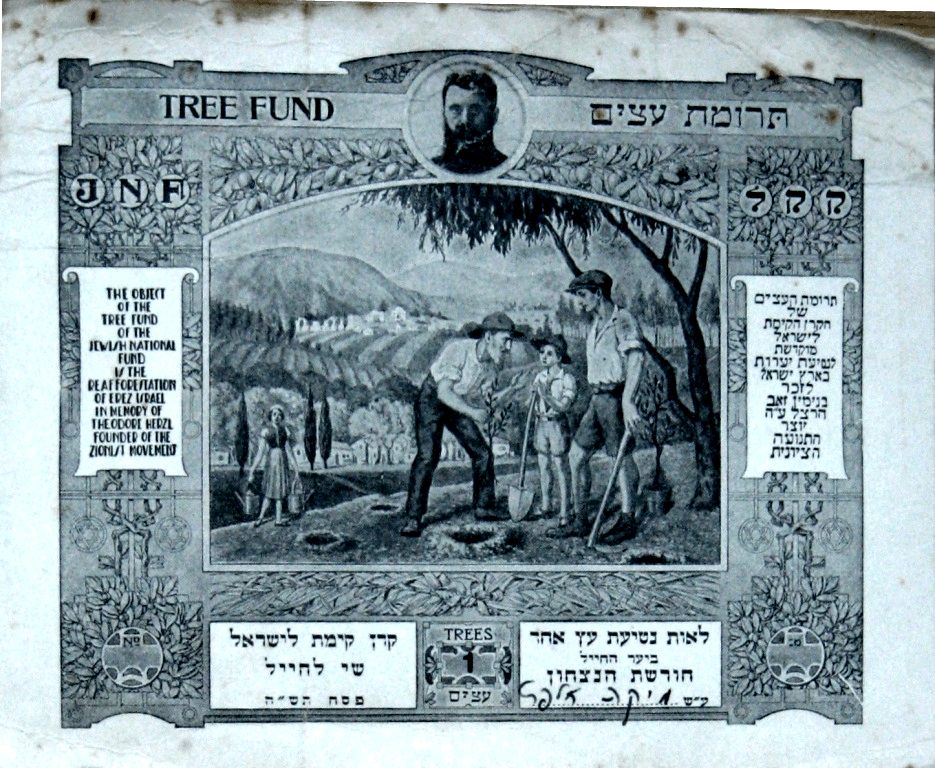 TREE FUND
תרומת עצים
JNF
קקל
THE OBJECT
OF THE
TREE FUND
OF THE
JEWISH NATIONAL
FUND
IS THE
REAFFORESTATION
OF EREZ ISRAEL
IN MEMORY OF
THEODORE HERZL
FOUNDER OF THE
ZIONIST MOVEMENT
תרומת העצים
של
הקרן הקימת
לישראל
מוקדשת
לנטיעת יערות
בארץ ישראל
לזכר
בנימין זאב
הרצל ע״ה
יוצר
התנועה
הציונית
No
קרן קימת לישראל
שי לחייל
פסח תש״ה
TREES
1
עצים
לאות נטיעת עץ אחד
ביער החייל
חורשת הנצחון
ע״ש